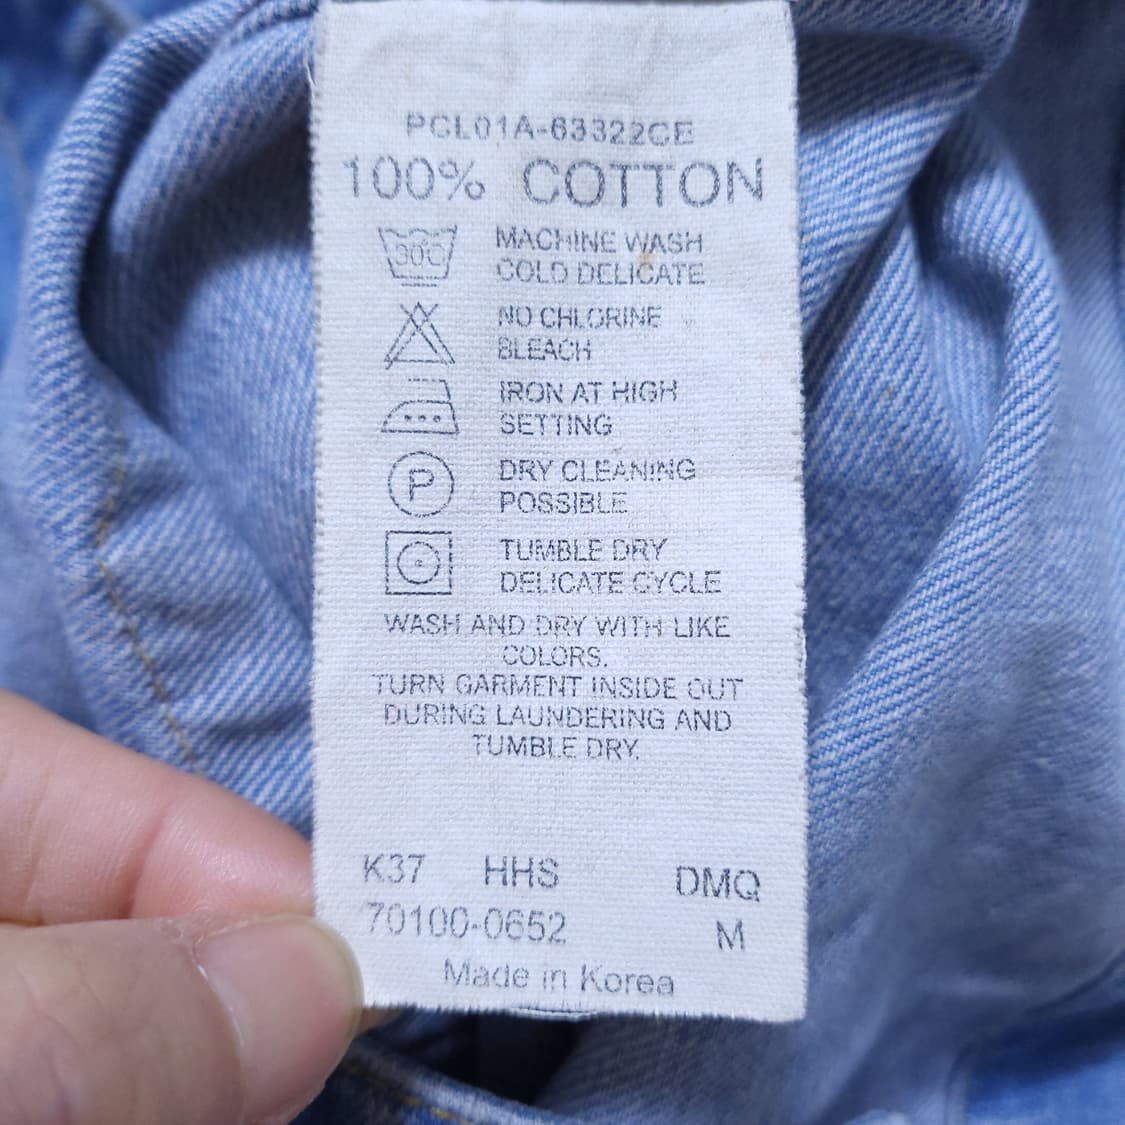 PCL01A-63322CE
100% COTTON
30C MACHINE WASH
COLD DELICATE
NO CHLORINE
BLEACH
IRON AT HIGH
SETTING
P DRY CLEANING
POSSIBLE
TUMBLE DRY
DELICATE CYCLE
WASH AND DRY WITH LIKE
COLORS.
TURN GARMENT INSIDE OUT
DURING LAUNDERING AND
TUMBLE DRY.
K37 HHS DMQ
70100-0652 M
Made in Korea